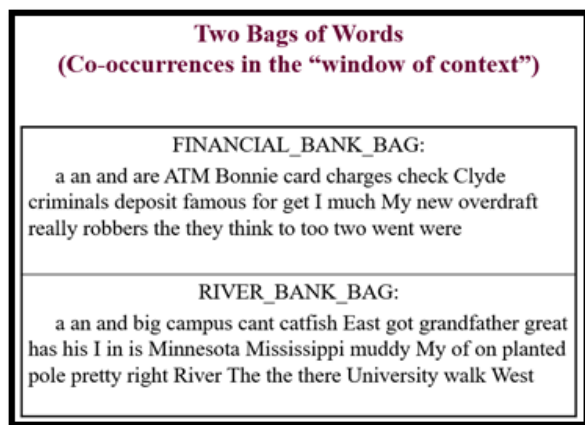 Two Bags of Words
(Co-occurrences in the “window of context”)
FINANCIAL_BANK_BAG:
a an and are ATM Bonnie card charges check Clyde
criminals deposit famous for get I much My new overdraft
really robbers the they think to too two went were
RIVER_BANK_BAG:
a an and big campus cant catfish East got grandfather great
has his I in is Minnesota Mississippi muddy My of on planted
pole pretty right River The the there University walk West